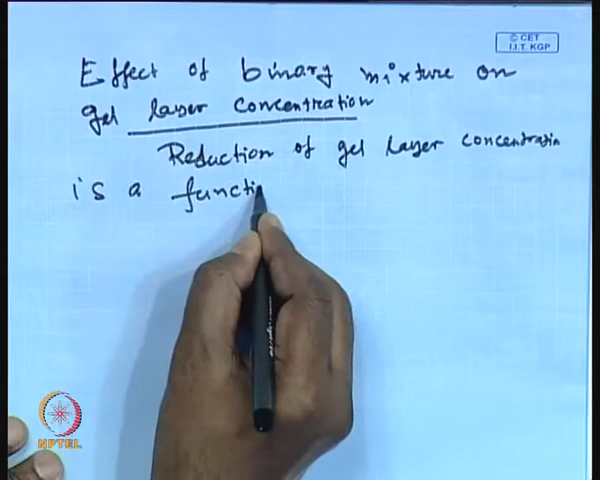 © CET
I.I.T. KGP
Effect of binary mixture on
gel layer concentration
Reduction of gel layer concentratin
is a functi
NPTEL